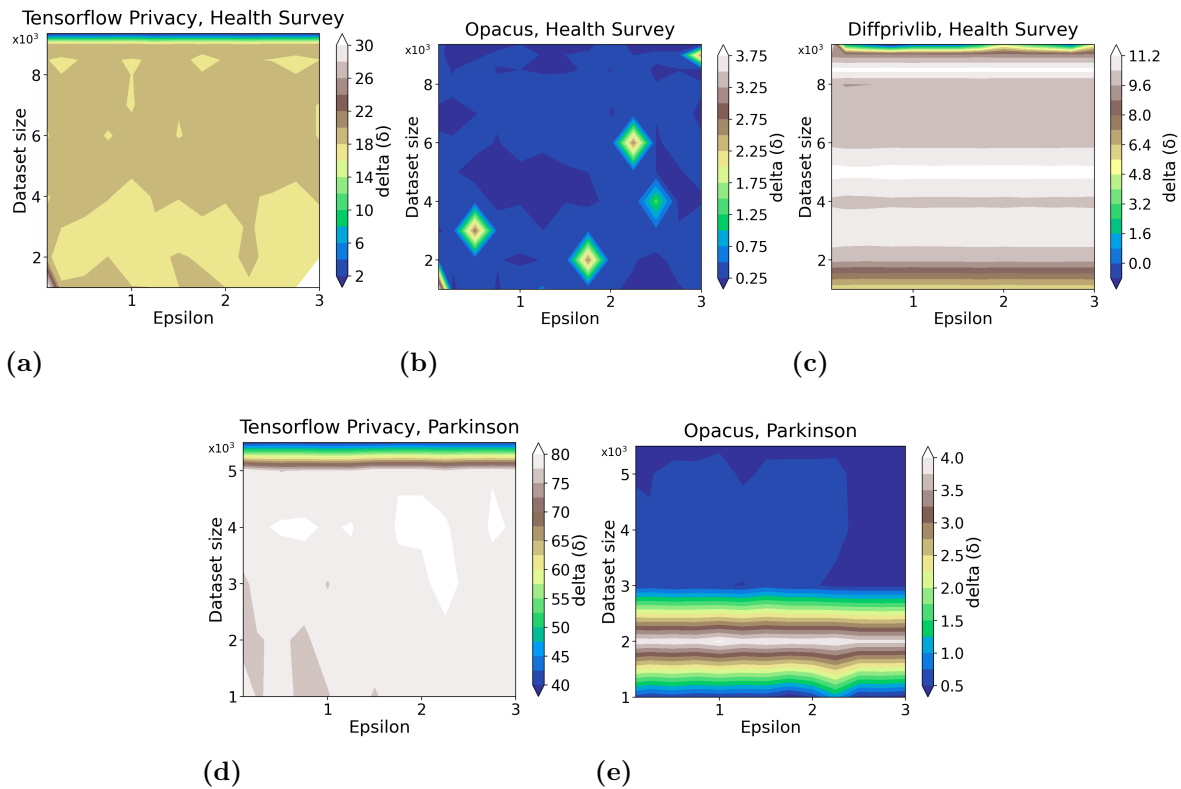 Tensorflow Privacy, Health Survey
x10³
8
6
4
2
Dataset size
1
2
3
Epsilon
30
26
22
18
14
10
6
2
delta (δ)
(a)
Opacus, Health Survey
x10³
8
6
4
2
Dataset size
1
2
3
Epsilon
3.75
3.25
2.75
2.25
1.75
1.25
0.75
0.25
delta (δ)
(b)
Diffprivlib, Health Survey
x10³
8
6
4
2
Dataset size
1
2
3
Epsilon
11.2
9.6
8.0
6.4
4.8
3.2
1.6
0.0
delta (δ)
(c)
Tensorflow Privacy, Parkinson
x10³
5
4
3
2
1
Dataset size
1
2
3
Epsilon
80
75
70
65
60
55
50
45
40
delta (δ)
(d)
Opacus, Parkinson
x10³
5
4
3
2
1
Dataset size
1
2
3
Epsilon
4.0
3.5
3.0
2.5
2.0
1.5
1.0
0.5
delta (δ)
(e)